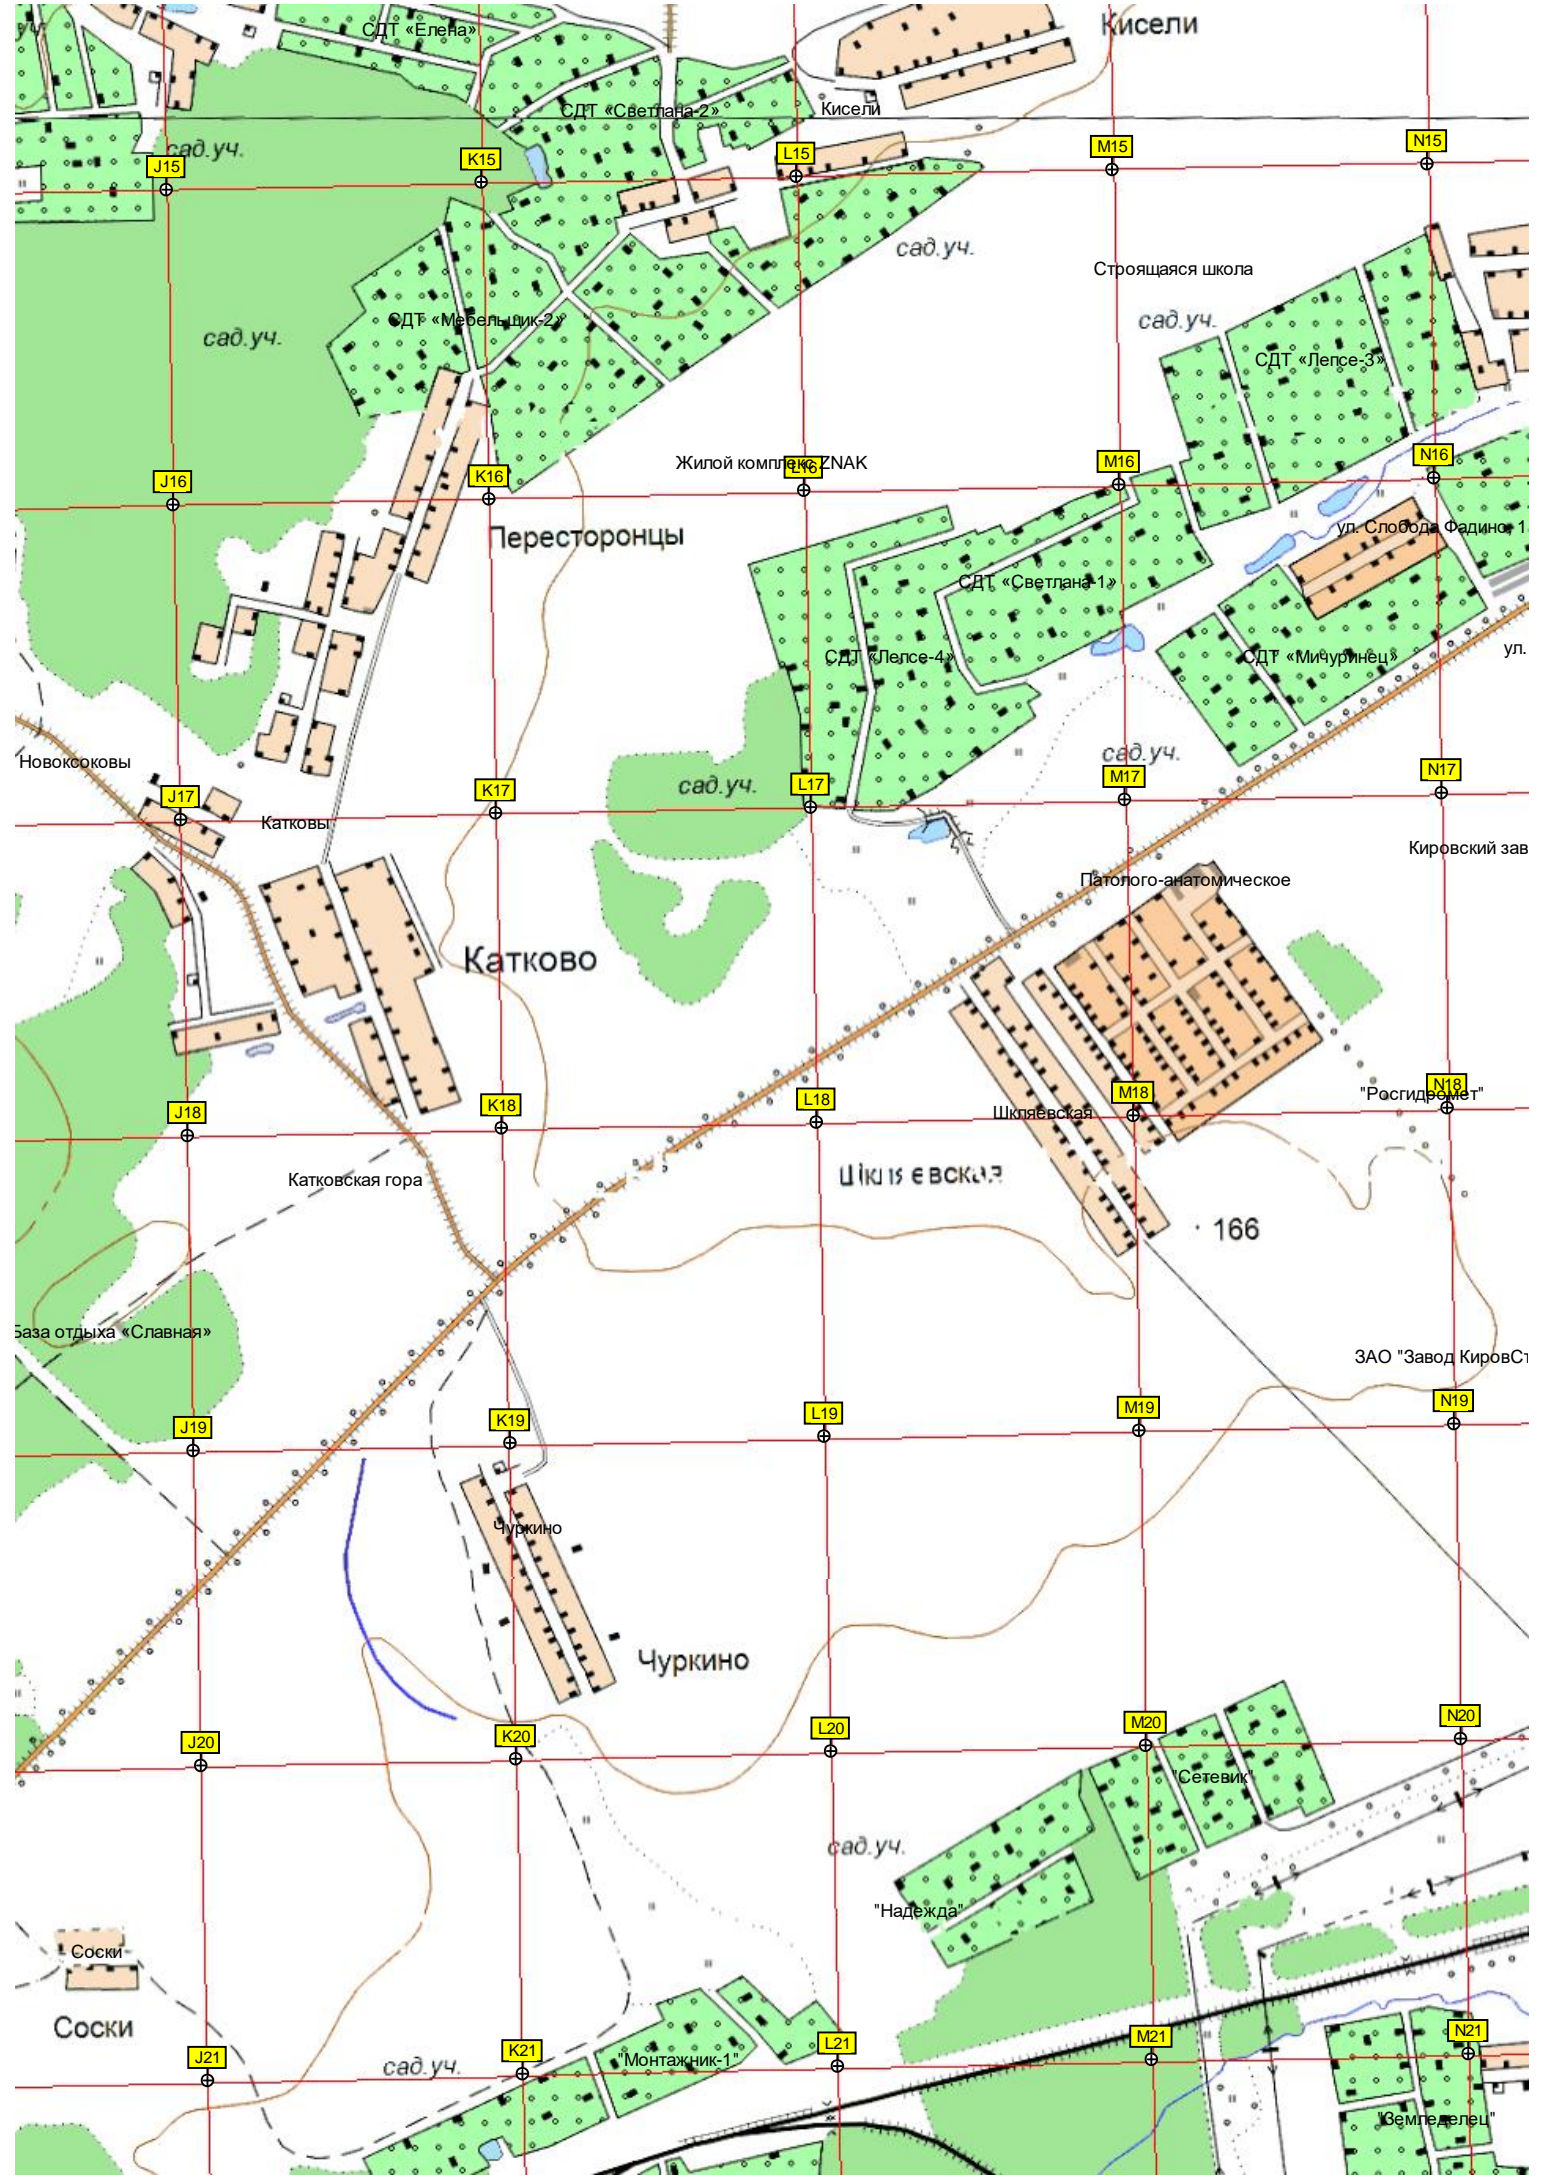 СДТ «Елена»
Кисели
СДТ «Светлана-2»
Кисели
сад.уч.
J15
K15
L15
M15
N15
сад.уч.
Строящаяся школа
СДТ «Мебельщик-2»
сад.уч.
сад.уч.
СДТ «Лепсе-3»
Жилой комплекс ZNAK
J16
K16
L16
M16
N16
Пересторонцы
ул. Слобода Фадино, 1
СДТ «Светлана-1»
СДТ «Лепсе-4»
СДТ «Мичуринец»
ул.
Новоксоковы
сад.уч.
сад.уч.
J17
K17
L17
M17
N17
Катковы
Кировский зав
Патолого-анатомическое
Катково
J18
K18
L18
M18
N18
"Росгидромет"
Шкляевская
Катковская гора
Шкляевская
166
База отдыха «Славная»
ЗАО "Завод КировСт
J19
K19
L19
M19
N19
Чуркино
Чуркино
J20
K20
L20
M20
N20
"Сетевик"
сад.уч.
"Надежда"
Соски
Соски
J21
K21
L21
M21
N21
сад.уч.
"Монтажник-1"
"Земледелец"